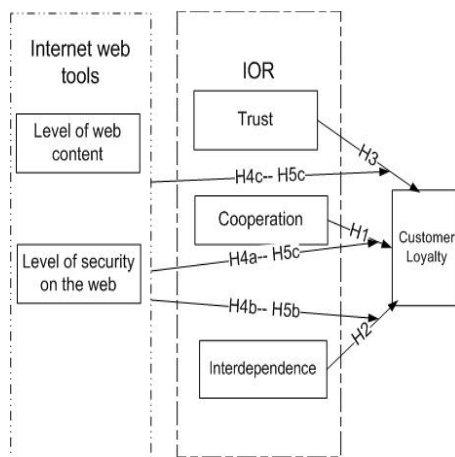 Internet web
tools
Level of web
content
Level of security
on the web
IOR
Trust
Cooperation
Interdependence
H3
H4c-- H5c
H1
H4a-- H5c
H4b-- H5b
H2
Customer
Loyalty